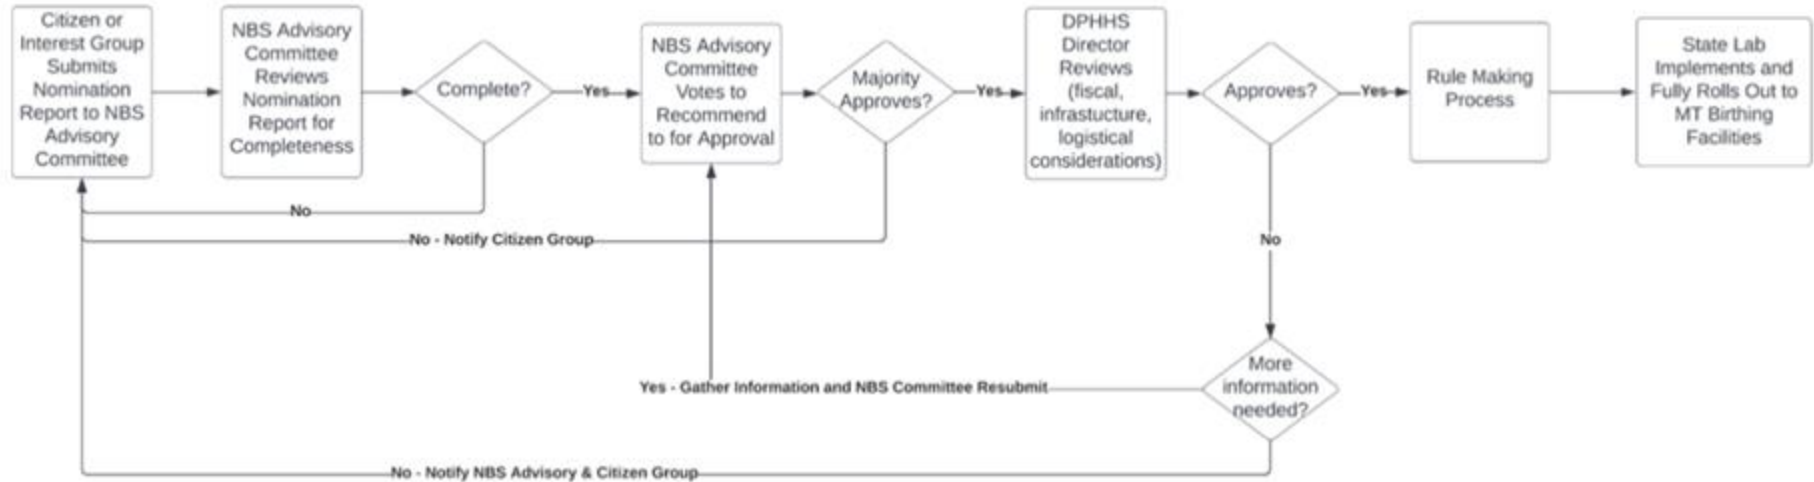 Citizen or
Interest Group
Submits
Nomination
Report to NBS
Advisory
Committee
NBS Advisory
Committee
Reviews
Nomination
Report for
Completeness
Complete?
Yes
NBS Advisory
Committee
Votes to
Recommend
to for Approval
Majority
Approves?
Yes
DPHHS
Director
Reviews
(fiscal,
infrastucture,
logistical
considerations)
Approves?
Yes
Rule Making
Process
State Lab
Implements and
Fully Rolls Out to
MT Birthing
Facilities
No
No - Notify Citizen Group
No
More
information
needed?
Yes - Gather Information and NBS Committee Resubmit
No - Notify NBS Advisory & Citizen Group